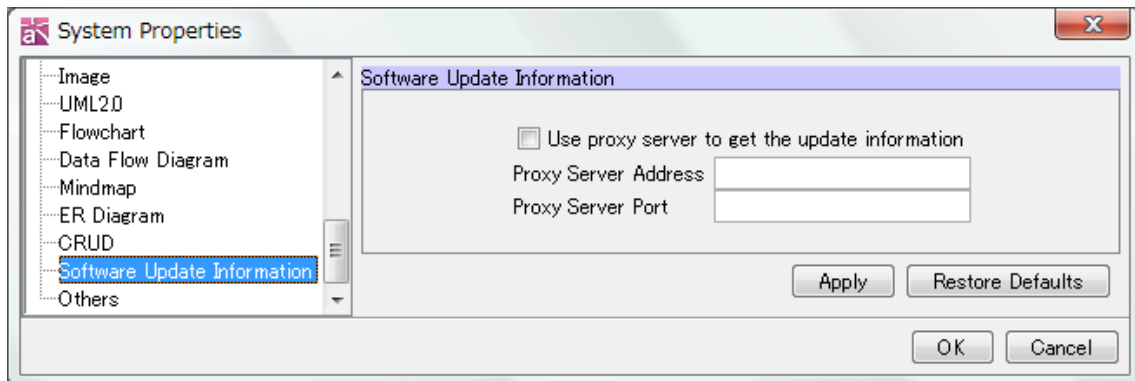 System Properties
Image
UML2.0
Flowchart
Data Flow Diagram
Mindmap
ER Diagram
CRUD
Software Update Information
Others
Software Update Information
Use proxy server to get the update information
Proxy Server Address
Proxy Server Port
Apply
Restore Defaults
OK
Cancel